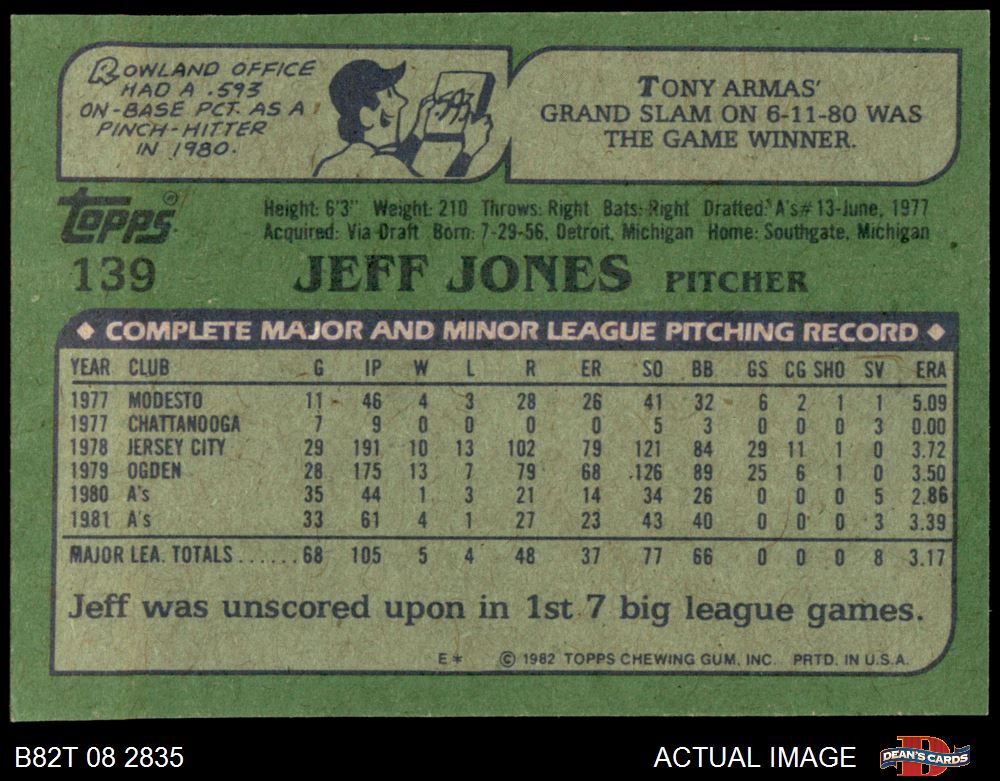 ROWLAND OFFICE
HAD A .593
ON-BASE PCT. AS A
PINCH-HITTER
IN 1980.
.593
TONY ARMAS'
GRAND SLAM ON 6-11-80 WAS
THE GAME WINNER.
topps®
Height: 6'3" Weight: 210 Throws: Right Bats: Right Drafted: A's #13-June, 1977
Acquired: Via Draft Born: 7-29-56, Detroit, Michigan Home: Southgate, Michigan
139 JEFF JONES PITCHER
◆ COMPLETE MAJOR AND MINOR LEAGUE PITCHING RECORD ◆
YEAR CLUB G IP W L R ER SO BB GS CG SHO SV ERA
1977 MODESTO 11 46 4 3 28 26 41 32 6 2 1 1 5.09
1977 CHATTANOOGA 7 9 0 0 0 0 5 3 0 0 0 3 0.00
1978 JERSEY CITY 29 191 10 13 102 79 121 84 29 11 1 0 3.72
1979 OGDEN 28 175 13 7 79 68 126 89 25 6 1 0 3.50
1980 A's 35 44 1 3 21 14 34 26 0 0 0 5 2.86
1981 A's 33 61 4 1 27 23 43 40 0 0 0 3 3.39
MAJOR LEA. TOTALS......68 105 5 4 48 37 77 66 0 0 0 8 3.17
Jeff was unscored upon in 1st 7 big league games.
E* © 1982 TOPPS CHEWING GUM, INC. PRTD. IN U.S.A.
B82T 08 2835 ACTUAL IMAGE D DEAN'S CARDS